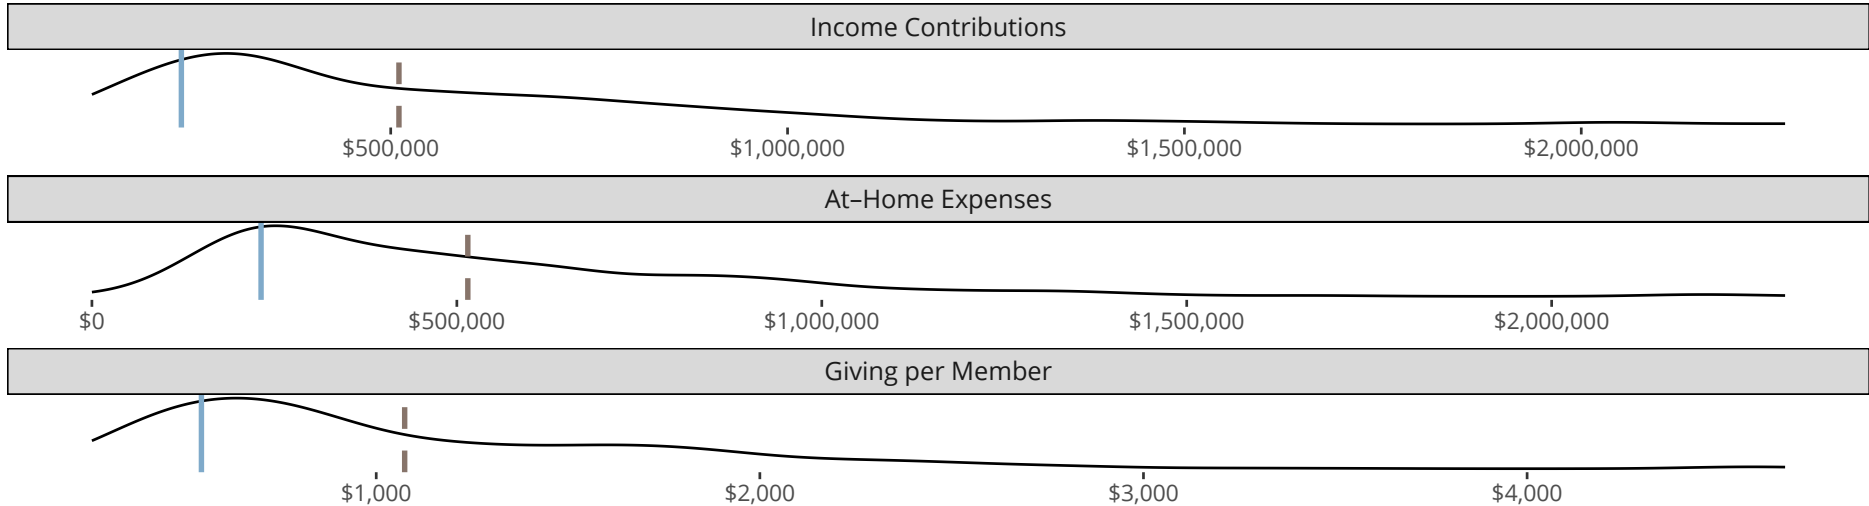 Income Contributions
$500,000 $1,000,000 $1,500,000 $2,000,000
At–Home Expenses
$0 $500,000 $1,000,000 $1,500,000 $2,000,000
Giving per Member
$1,000 $2,000 $3,000 $4,000